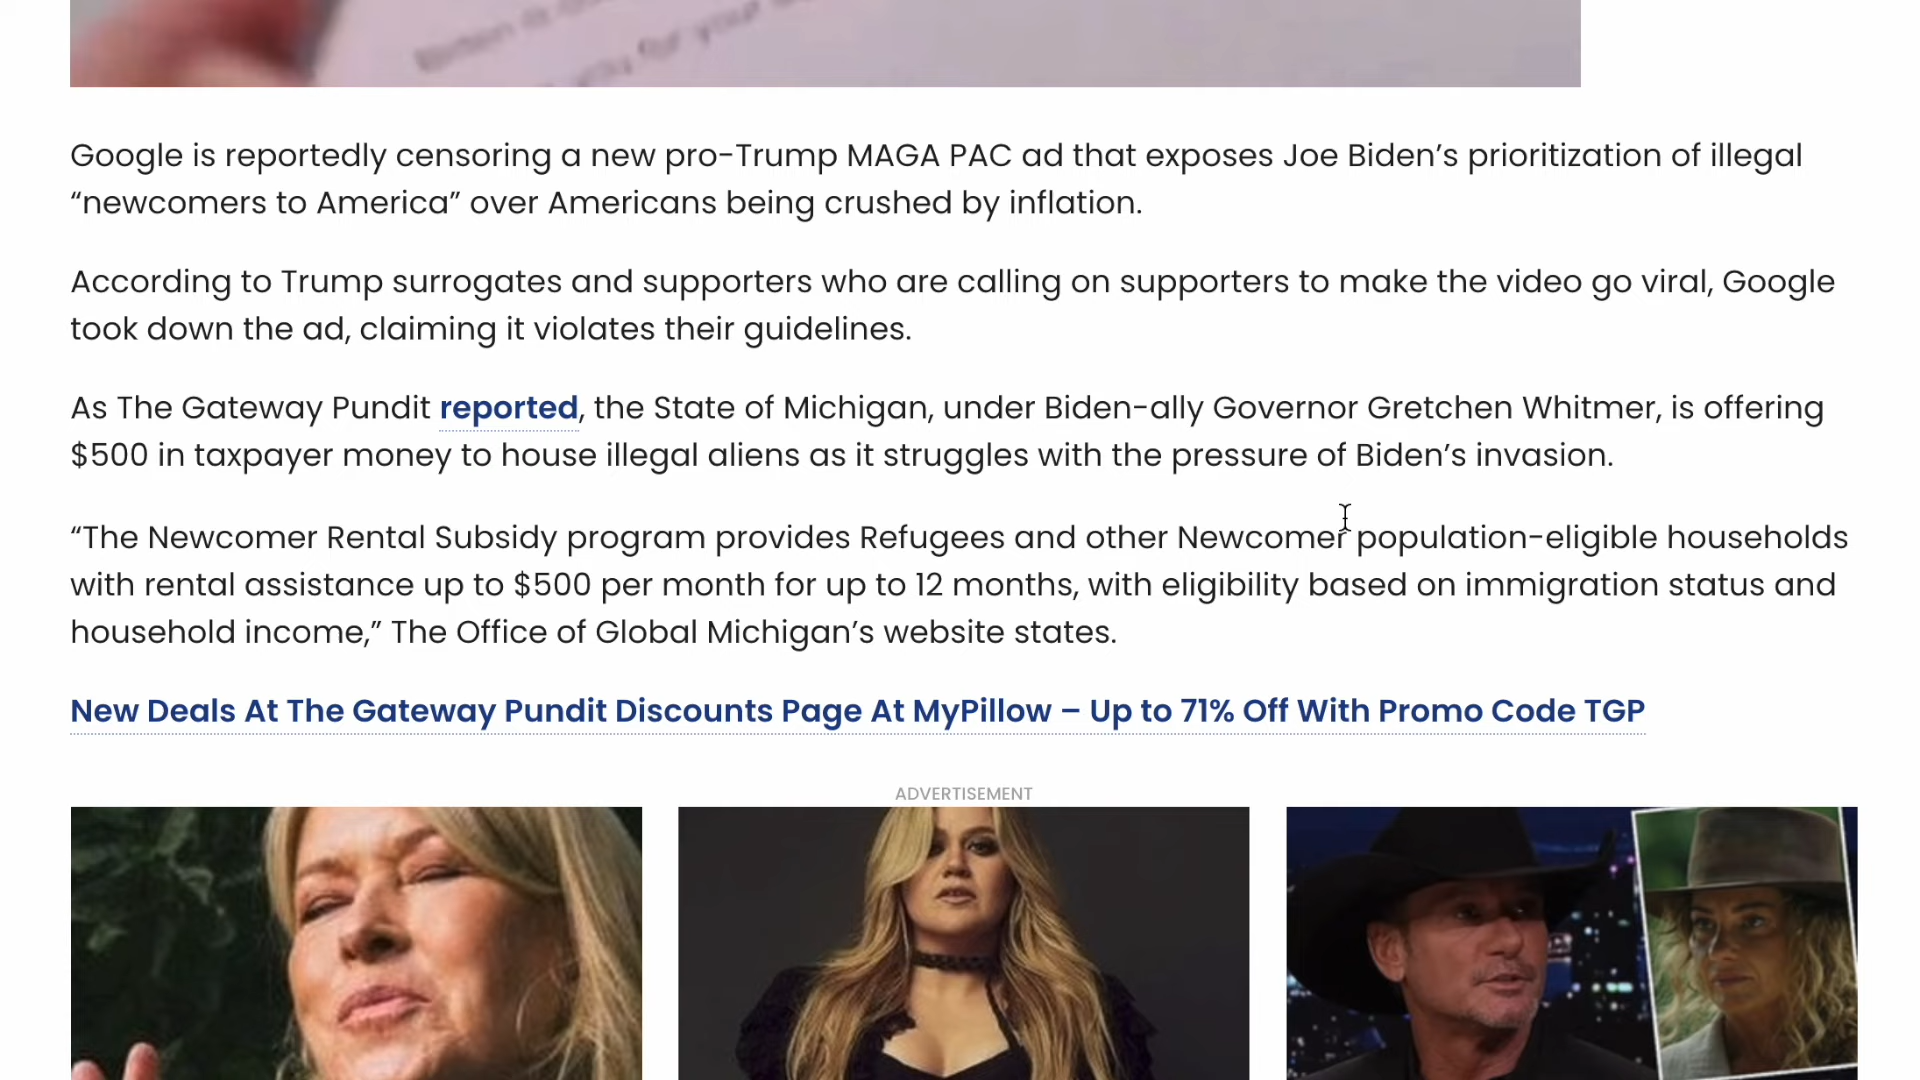 Biden is
you for your
Google is reportedly censoring a new pro-Trump MAGA PAC ad that exposes Joe Biden’s prioritization of illegal
“newcomers to America” over Americans being crushed by inflation.
According to Trump surrogates and supporters who are calling on supporters to make the video go viral, Google
took down the ad, claiming it violates their guidelines.
As The Gateway Pundit reported, the State of Michigan, under Biden-ally Governor Gretchen Whitmer, is offering
$500 in taxpayer money to house illegal aliens as it struggles with the pressure of Biden’s invasion.
“The Newcomer Rental Subsidy program provides Refugees and other Newcomer population-eligible households
with rental assistance up to $500 per month for up to 12 months, with eligibility based on immigration status and
household income,” The Office of Global Michigan’s website states.
New Deals At The Gateway Pundit Discounts Page At MyPillow – Up to 71% Off With Promo Code TGP
ADVERTISEMENT